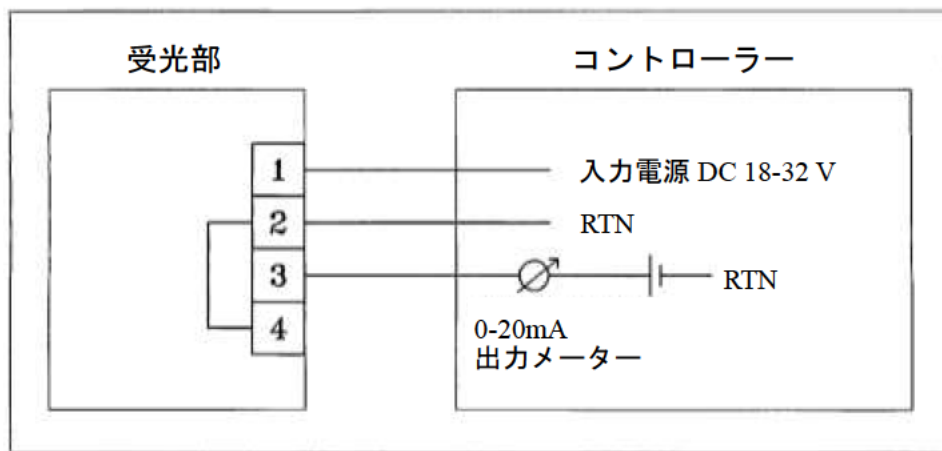 受光部
コントローラー
1
入力電源 DC 18-32 V
2
RTN
3
RTN
4
0-20mA
出力メーター